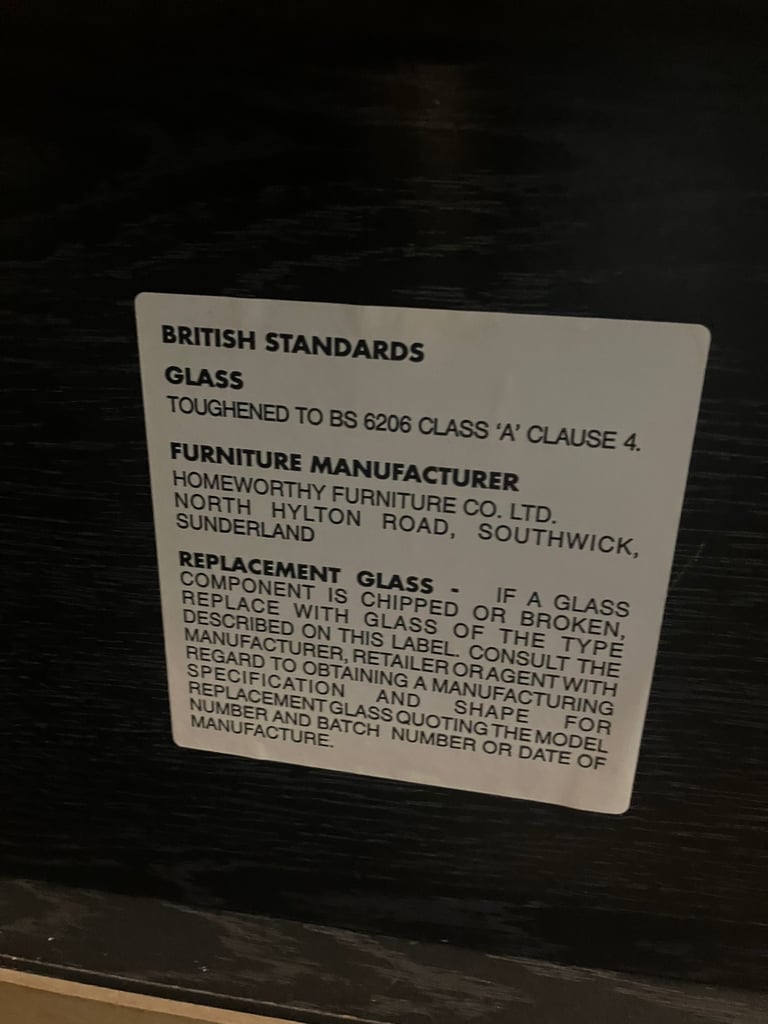 BRITISH STANDARDS
GLASS
TOUGHENED TO BS 6206 CLASS ‘A’ CLAUSE 4.
FURNITURE MANUFACTURER
HOMEWORTHY FURNITURE CO. LTD.
NORTH HYLTON ROAD, SOUTHWICK,
SUNDERLAND
REPLACEMENT GLASS - IF A GLASS
COMPONENT IS CHIPPED OR BROKEN,
REPLACE WITH GLASS OF THE TYPE
DESCRIBED ON THIS LABEL. CONSULT THE
MANUFACTURER, RETAILER OR AGENT WITH
REGARD TO OBTAINING A MANUFACTURING
SPECIFICATION AND SHAPE FOR
REPLACEMENT GLASS QUOTING THE MODEL
NUMBER AND BATCH NUMBER OR DATE OF
MANUFACTURE.